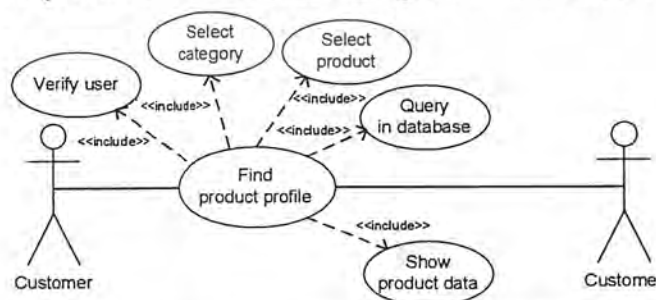 Select
category
Select
product
Verify user
<<include>>
<<include>>
Query
in database
<<include>>
<<include>>
Find
product profile
<<include>>
Show
product data
Customer
Custome